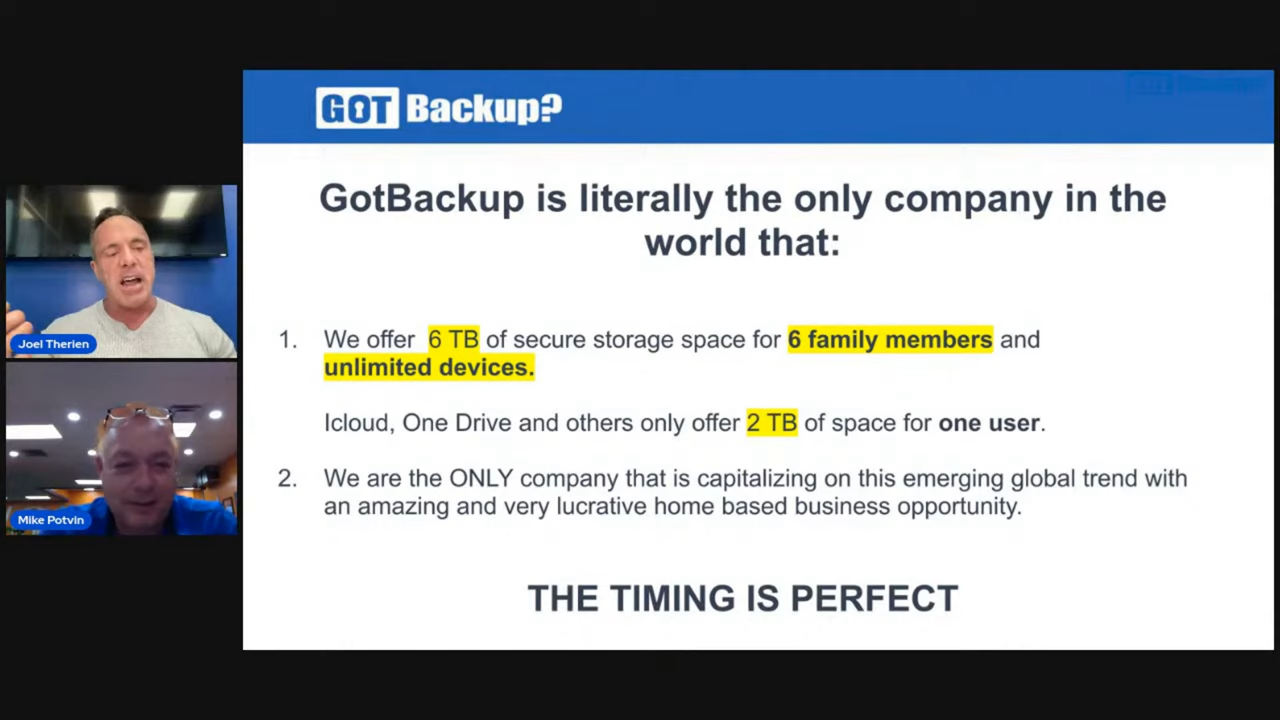 GOT Backup?
GotBackup is literally the only company in the
world that:
1. We offer 6 TB of secure storage space for 6 family members and
unlimited devices.
Icloud, One Drive and others only offer 2 TB of space for one user.
2. We are the ONLY company that is capitalizing on this emerging global trend with
an amazing and very lucrative home based business opportunity.
THE TIMING IS PERFECT
Joel Therien
Mike Potvin